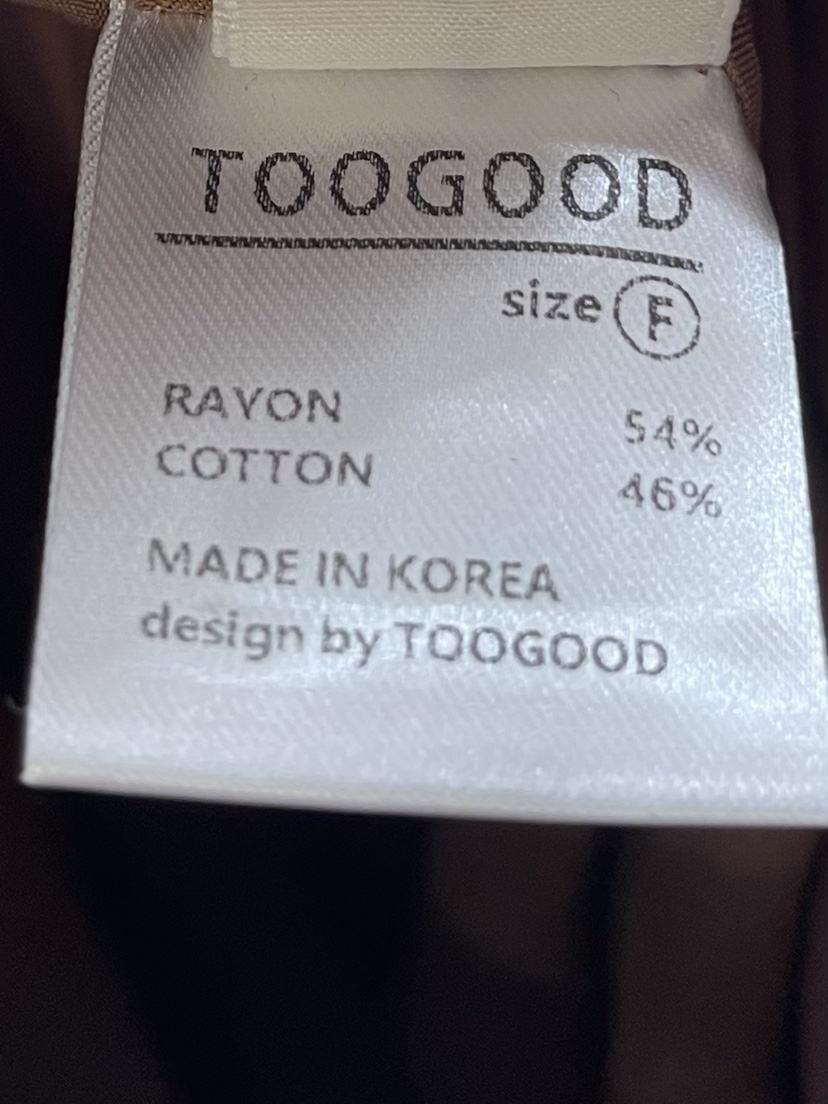 TOOGOOD
size F
RAYON 54%
COTTON 46%
MADE IN KOREA
design by TOOGOOD